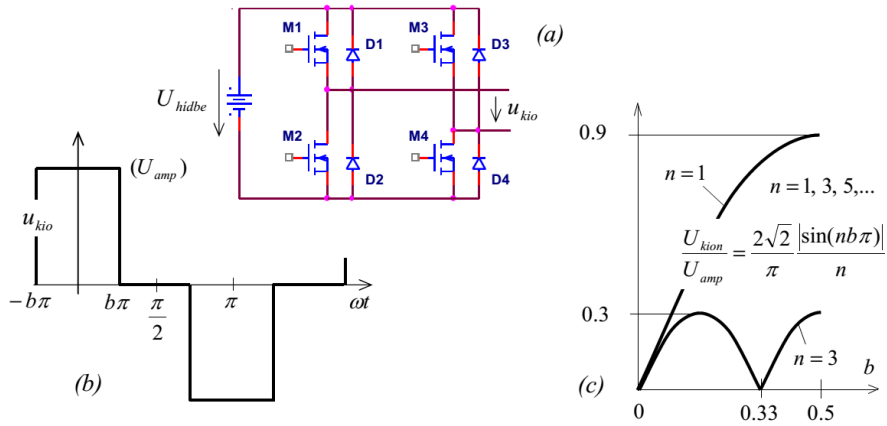 M1
M3
(a)
D1
D3
U_hidbe
u_kio
M2
M4
D2
D4
(U_amp)
u_kio
-bπ
bπ
π/2
π
ωt
(b)
0.9
n=1
n=1, 3, 5,...
U_kion/U_amp = 2√2/π |sin(nbπ)|/n
0.3
n=3
(c)
b
0
0.33
0.5